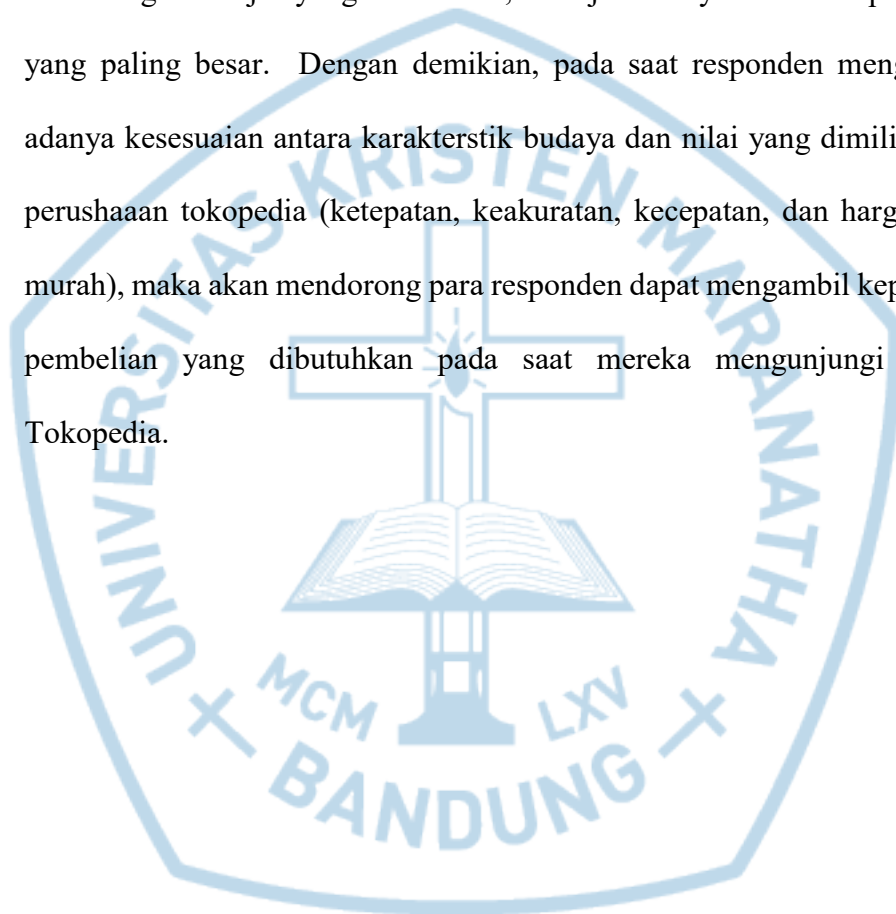 yang paling besar. Dengan demikian, pada saat responden meng
adanya kesesuaian antara karakterstik budaya dan nilai yang dimili
perushaaan tokopedia (ketepatan, keakuratan, kecepatan, dan harg
murah), maka akan mendorong para responden dapat mengambil kep
pembelian yang dibutuhkan pada saat mereka mengunjungi
Tokopedia.
UNIVERSITAS KRISTEN MARANATHA
MCM LXV
BANDUNG